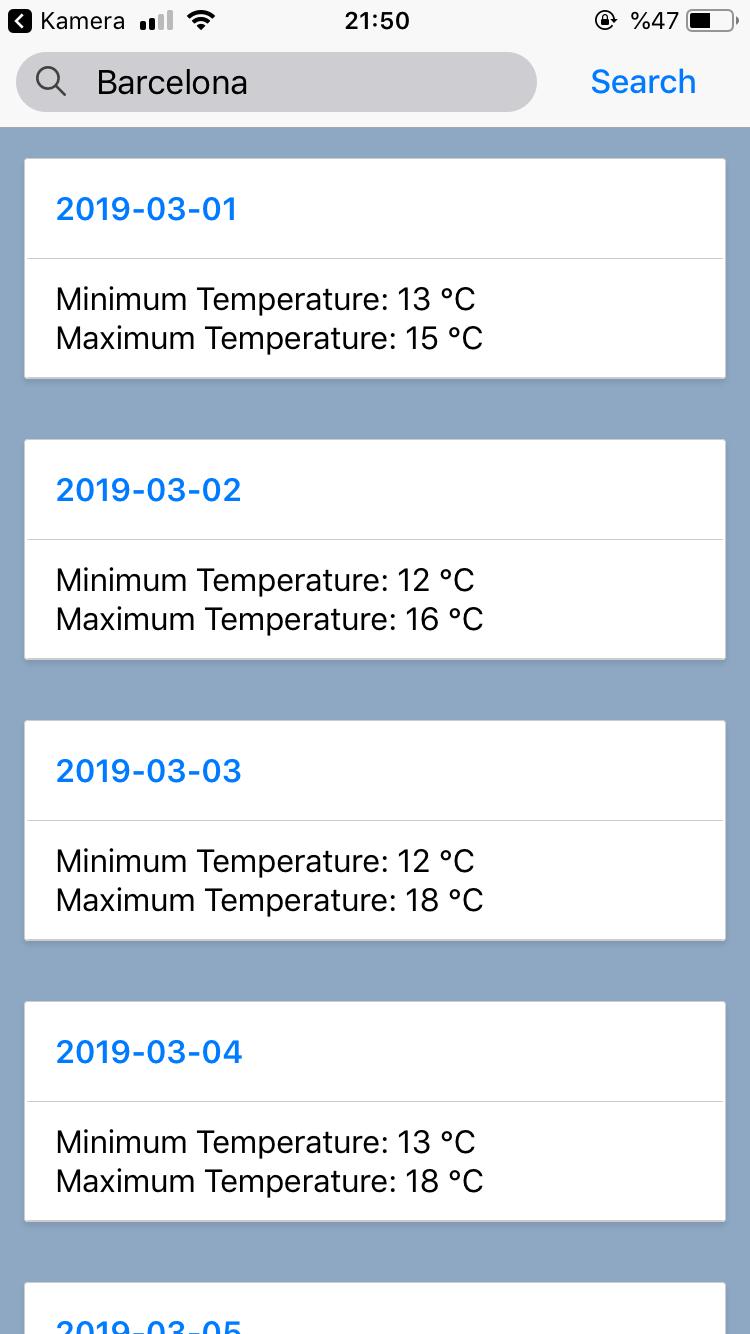 Kamera 21:50 %47
Barcelona Search
2019-03-01
Minimum Temperature: 13 °C
Maximum Temperature: 15 °C
2019-03-02
Minimum Temperature: 12 °C
Maximum Temperature: 16 °C
2019-03-03
Minimum Temperature: 12 °C
Maximum Temperature: 18 °C
2019-03-04
Minimum Temperature: 13 °C
Maximum Temperature: 18 °C
2019-03-05